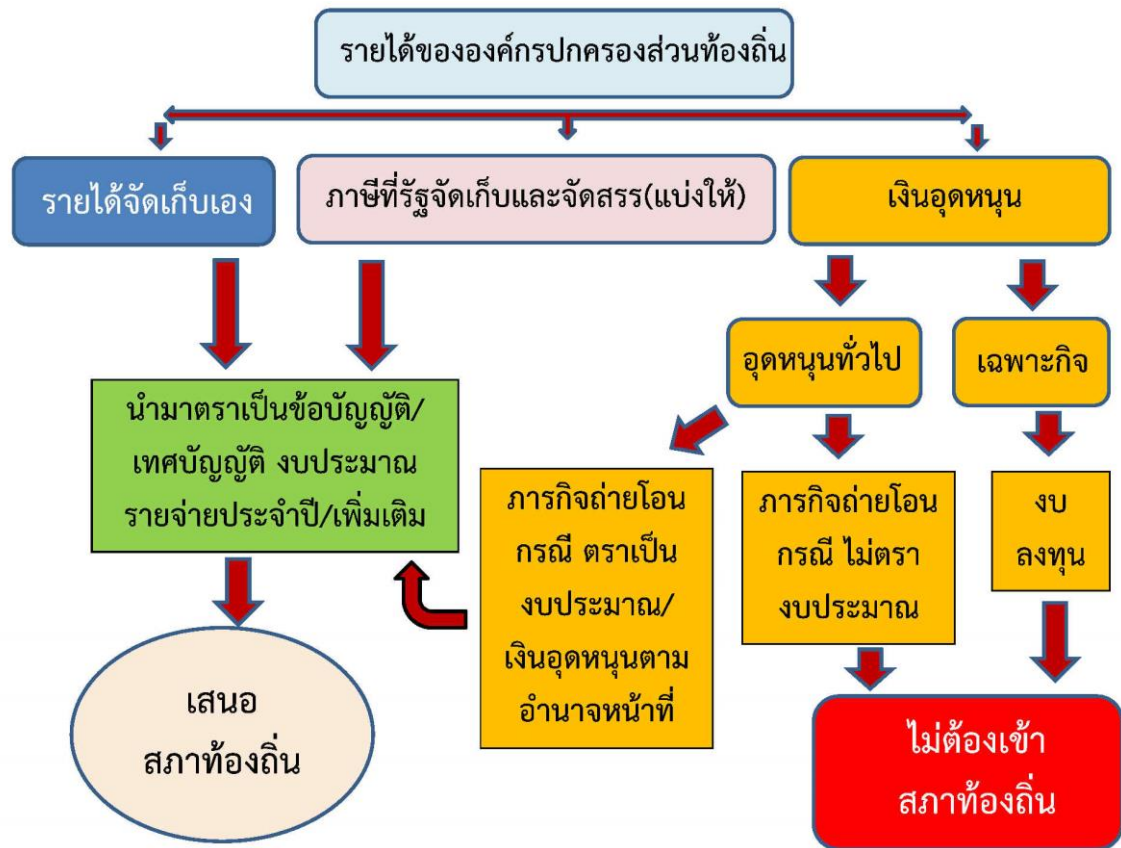 รายได้ขององค์กรปกครองส่วนท้องถิ่น
รายได้จัดเก็บเอง
ภาษีที่รัฐจัดเก็บและจัดสรร(แบ่งให้)
เงินอุดหนุน
อุดหนุนทั่วไป
เฉพาะกิจ
นำมาตราเป็นข้อบัญญัติ/
เทศบัญญัติ งบประมาณ
รายจ่ายประจำปี/เพิ่มเติม
ภารกิจถ่ายโอน
กรณี ตราเป็น
งบประมาณ/
เงินอุดหนุนตาม
อำนาจหน้าที่
ภารกิจถ่ายโอน
กรณี ไม่ตรา
งบประมาณ
งบ
ลงทุน
เสนอ
สภาท้องถิ่น
ไม่ต้องเข้า
สภาท้องถิ่น